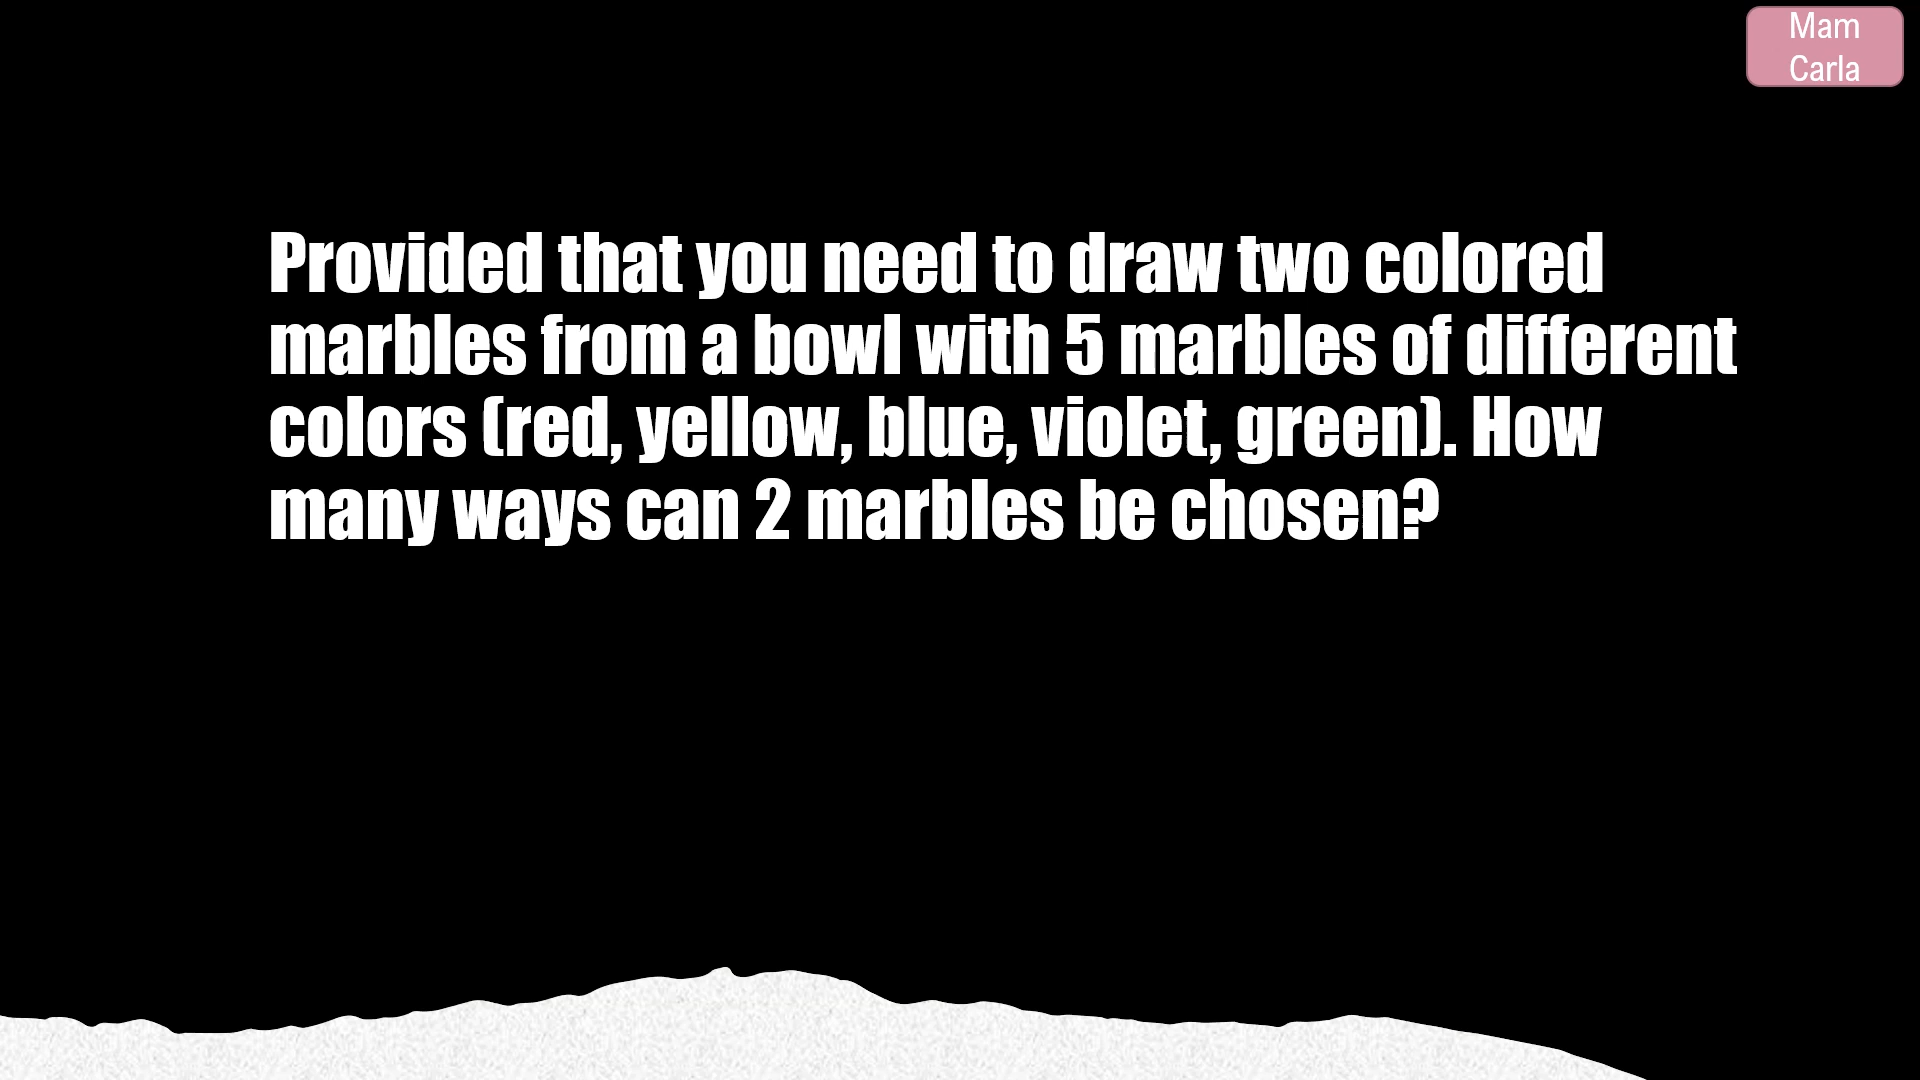 Mam
Carla
Provided that you need to draw two colored
marbles from a bowl with 5 marbles of different
colors (red, yellow, blue, violet, green). How
many ways can 2 marbles be chosen?